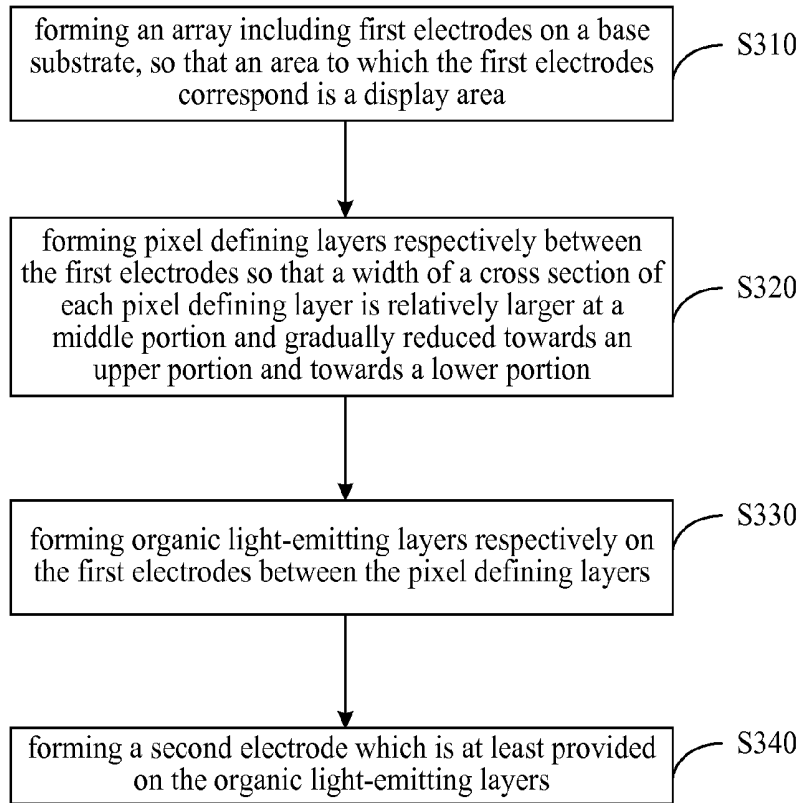 forming an array including first electrodes on a base
substrate, so that an area to which the first electrodes
correspond is a display area
S310
forming pixel defining layers respectively between
the first electrodes so that a width of a cross section of
each pixel defining layer is relatively larger at a
middle portion and gradually reduced towards an
upper portion and towards a lower portion
S320
forming organic light-emitting layers respectively on
the first electrodes between the pixel defining layers
S330
forming a second electrode which is at least provided
on the organic light-emitting layers
S340